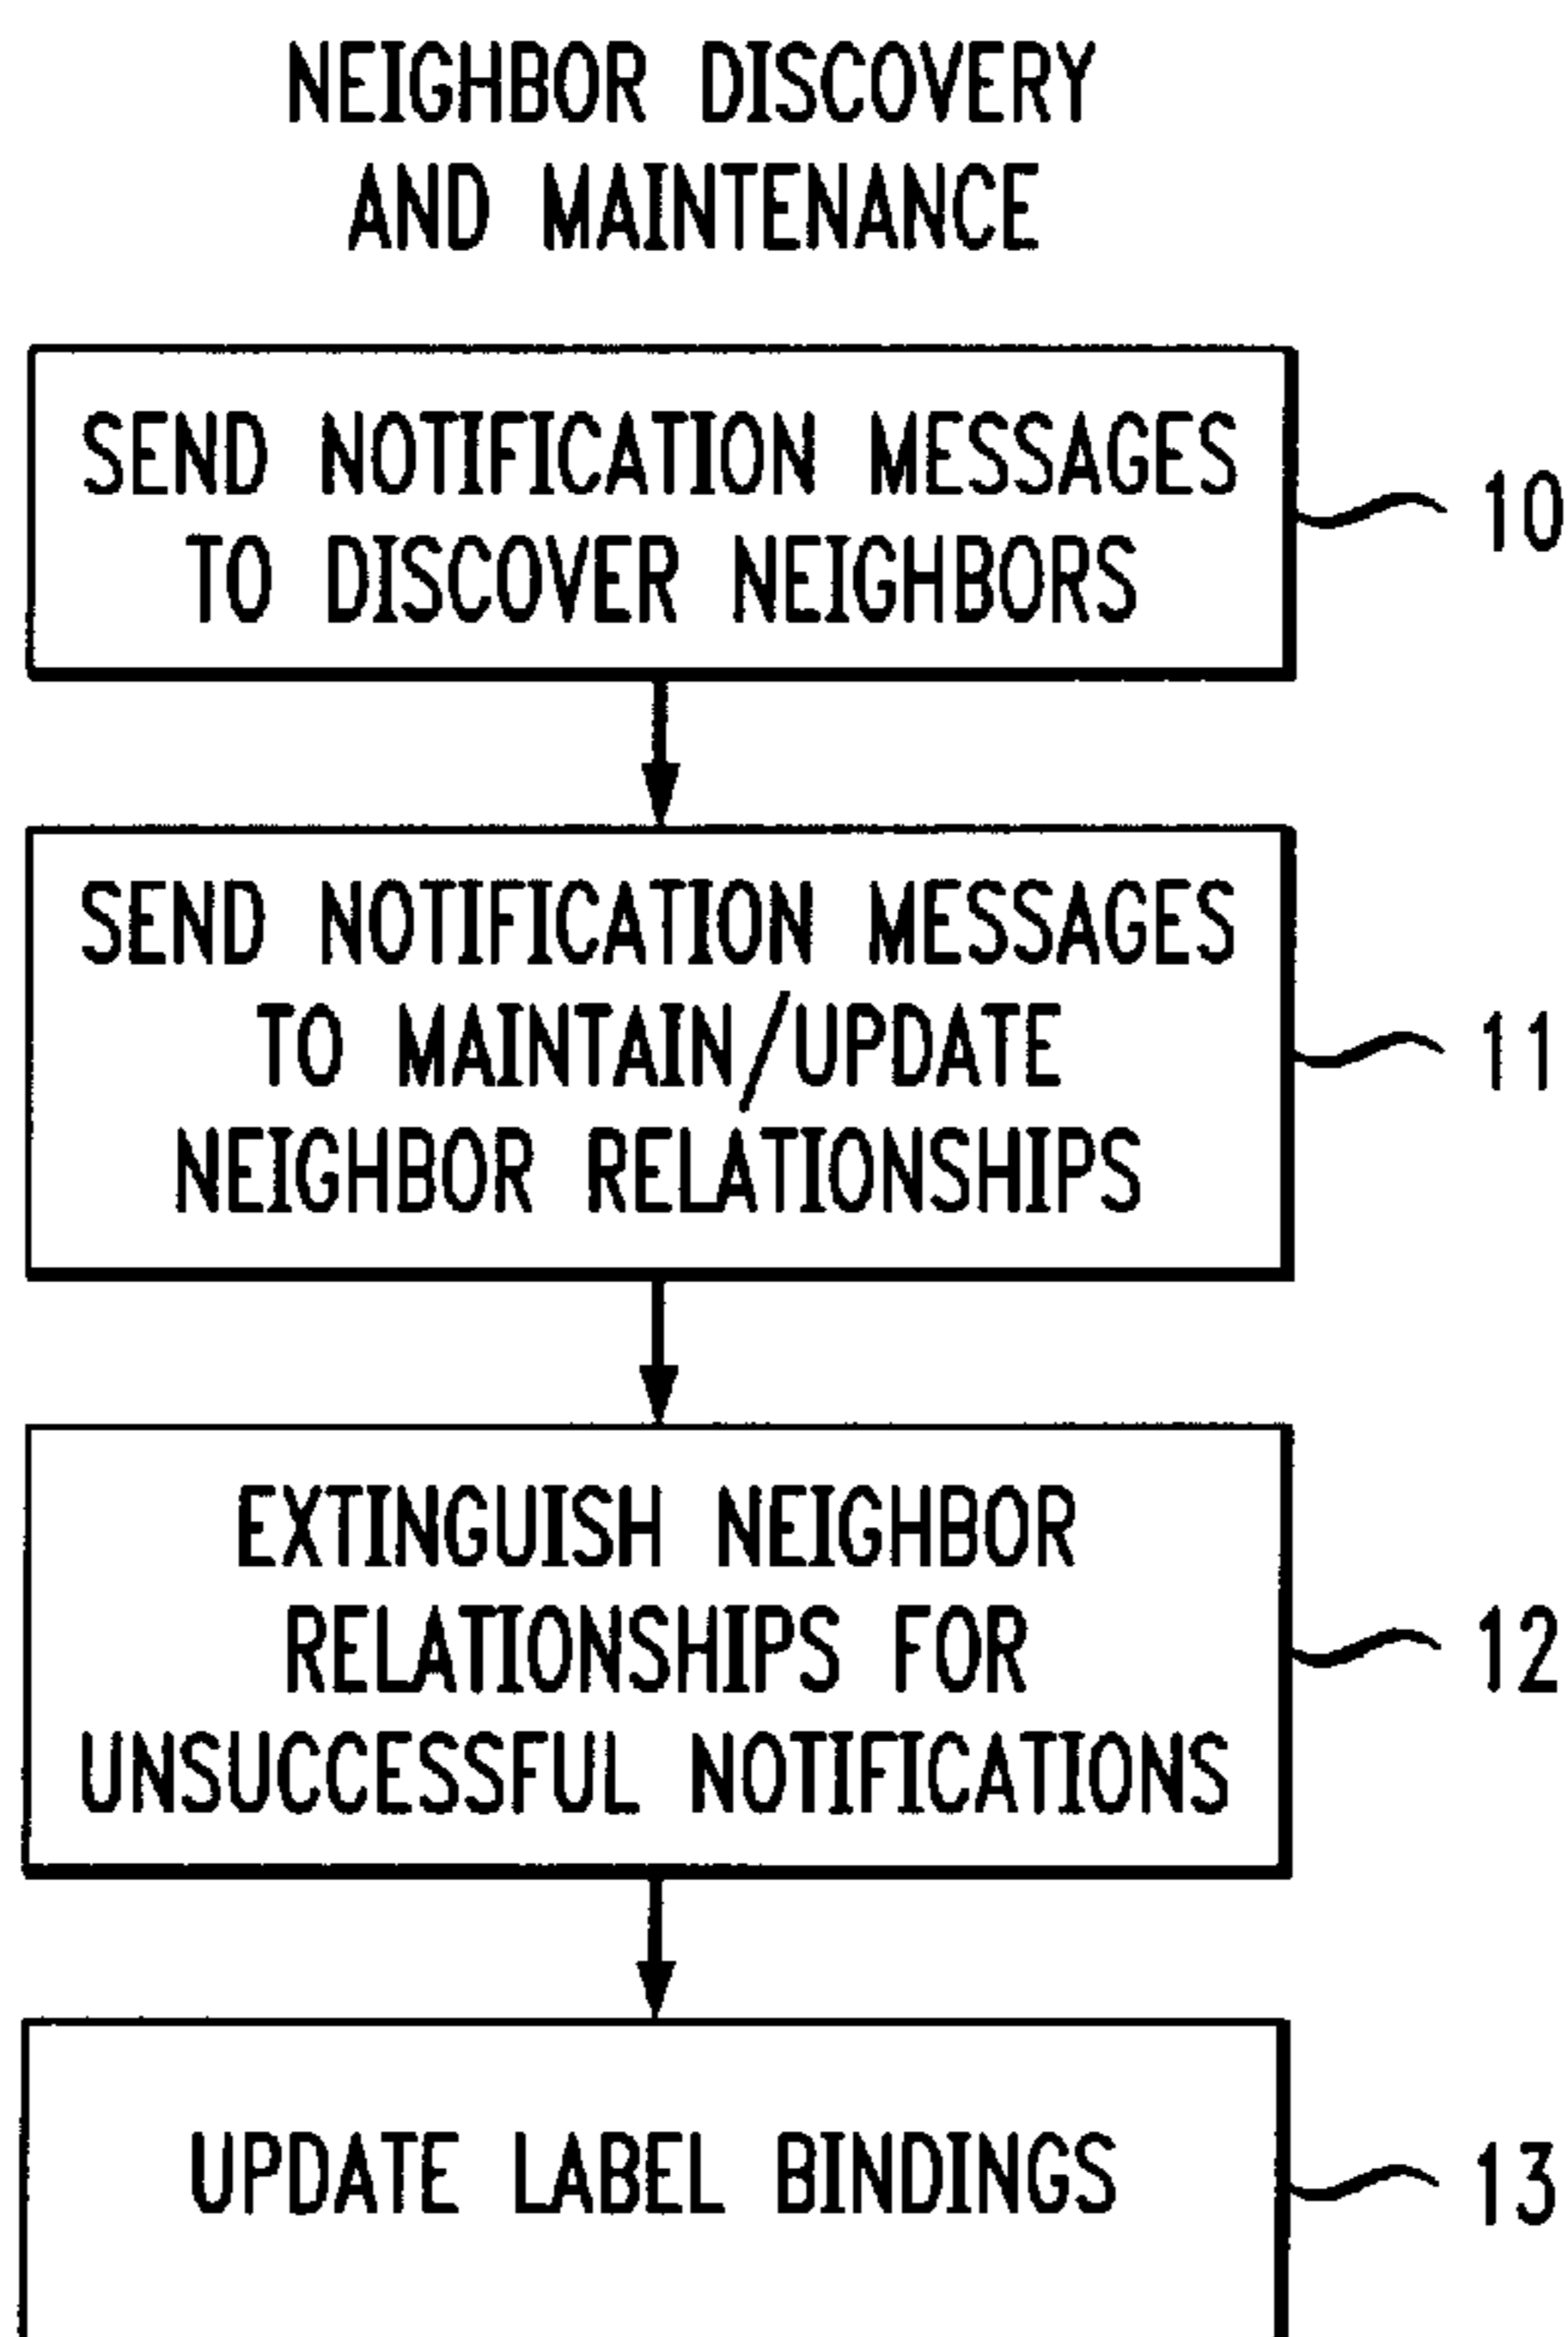 NEIGHBOR DISCOVERY
AND MAINTENANCE
SEND NOTIFICATION MESSAGES
TO DISCOVER NEIGHBORS
10
SEND NOTIFICATION MESSAGES
TO MAINTAIN/UPDATE
NEIGHBOR RELATIONSHIPS
11
EXTINGUISH NEIGHBOR
RELATIONSHIPS FOR
UNSUCCESSFUL NOTIFICATIONS
12
UPDATE LABEL BINDINGS
13